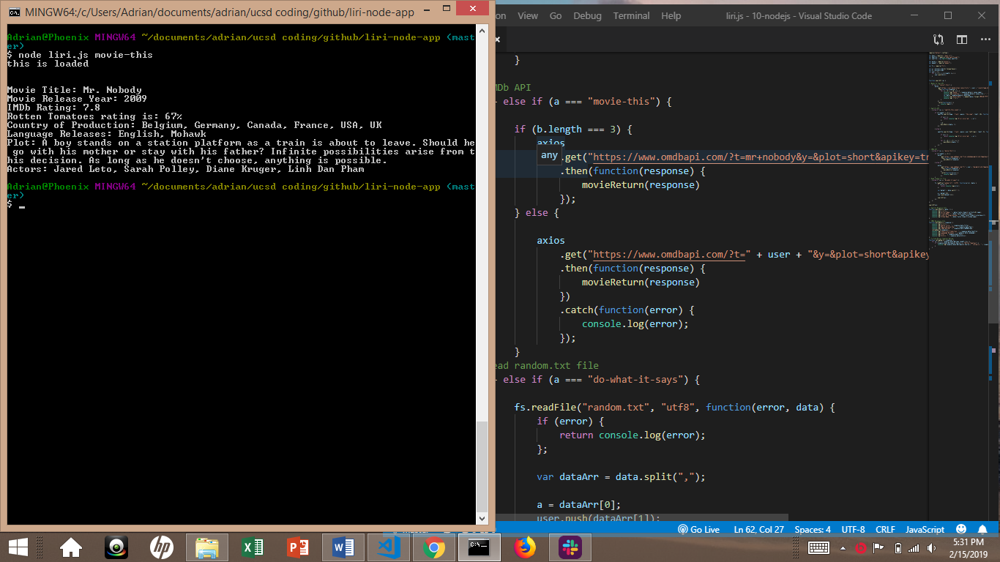 MINGW64:/c/Users/Adrian/documents/adrian/ucsd coding/github/liri-node-app
Adrian@Phoenix MINGW64 ~/documents/adrian/ucsd coding/github/liri-node-app (mast
er)
$ node liri.js movie-this
this is loaded
Movie Title: Mr. Nobody
Movie Release Year: 2009
IMDb Rating: 7.8
Rotten Tomatoes rating is: 67%
Country of Production: Belgium, Germany, Canada, France, USA, UK
Language Releases: English, Mohawk
Plot: A boy stands on a station platform as a train is about to leave. Should he
 go with his mother or stay with his father? Infinite possibilities arise from t
his decision. As long as he doesn't choose, anything is possible.
Actors: Jared Leto, Sarah Polley, Diane Kruger, Linh Dan Pham
Adrian@Phoenix MINGW64 ~/documents/adrian/ucsd coding/github/liri-node-app (mast
er)
$ _
on View Go Debug Terminal Help liri.js - 10-nodejs - Visual Studio Code
}
MDb API
else if (a === "movie-this") {
if (b.length === 3) {
axios
any .get("https://www.omdbapi.com/?t=mr+nobody&y=&plot=short&apikey=tr
.then(function(response) {
movieReturn(response)
});
} else {
axios
.get("https://www.omdbapi.com/?t=" + user + "&y=&plot=short&apikey
.then(function(response) {
movieReturn(response)
})
.catch(function(error) {
console.log(error);
});
}
ead random.txt file
else if (a === "do-what-it-says") {
fs.readFile("random.txt", "utf8", function(error, data) {
if (error) {
return console.log(error);
};
var dataArr = data.split(",");
a = dataArr[0];
user.push(dataArr[1]);
Go Live Ln 62, Col 27 Spaces: 4 UTF-8 CRLF JavaScript
5:31 PM
2/15/2019